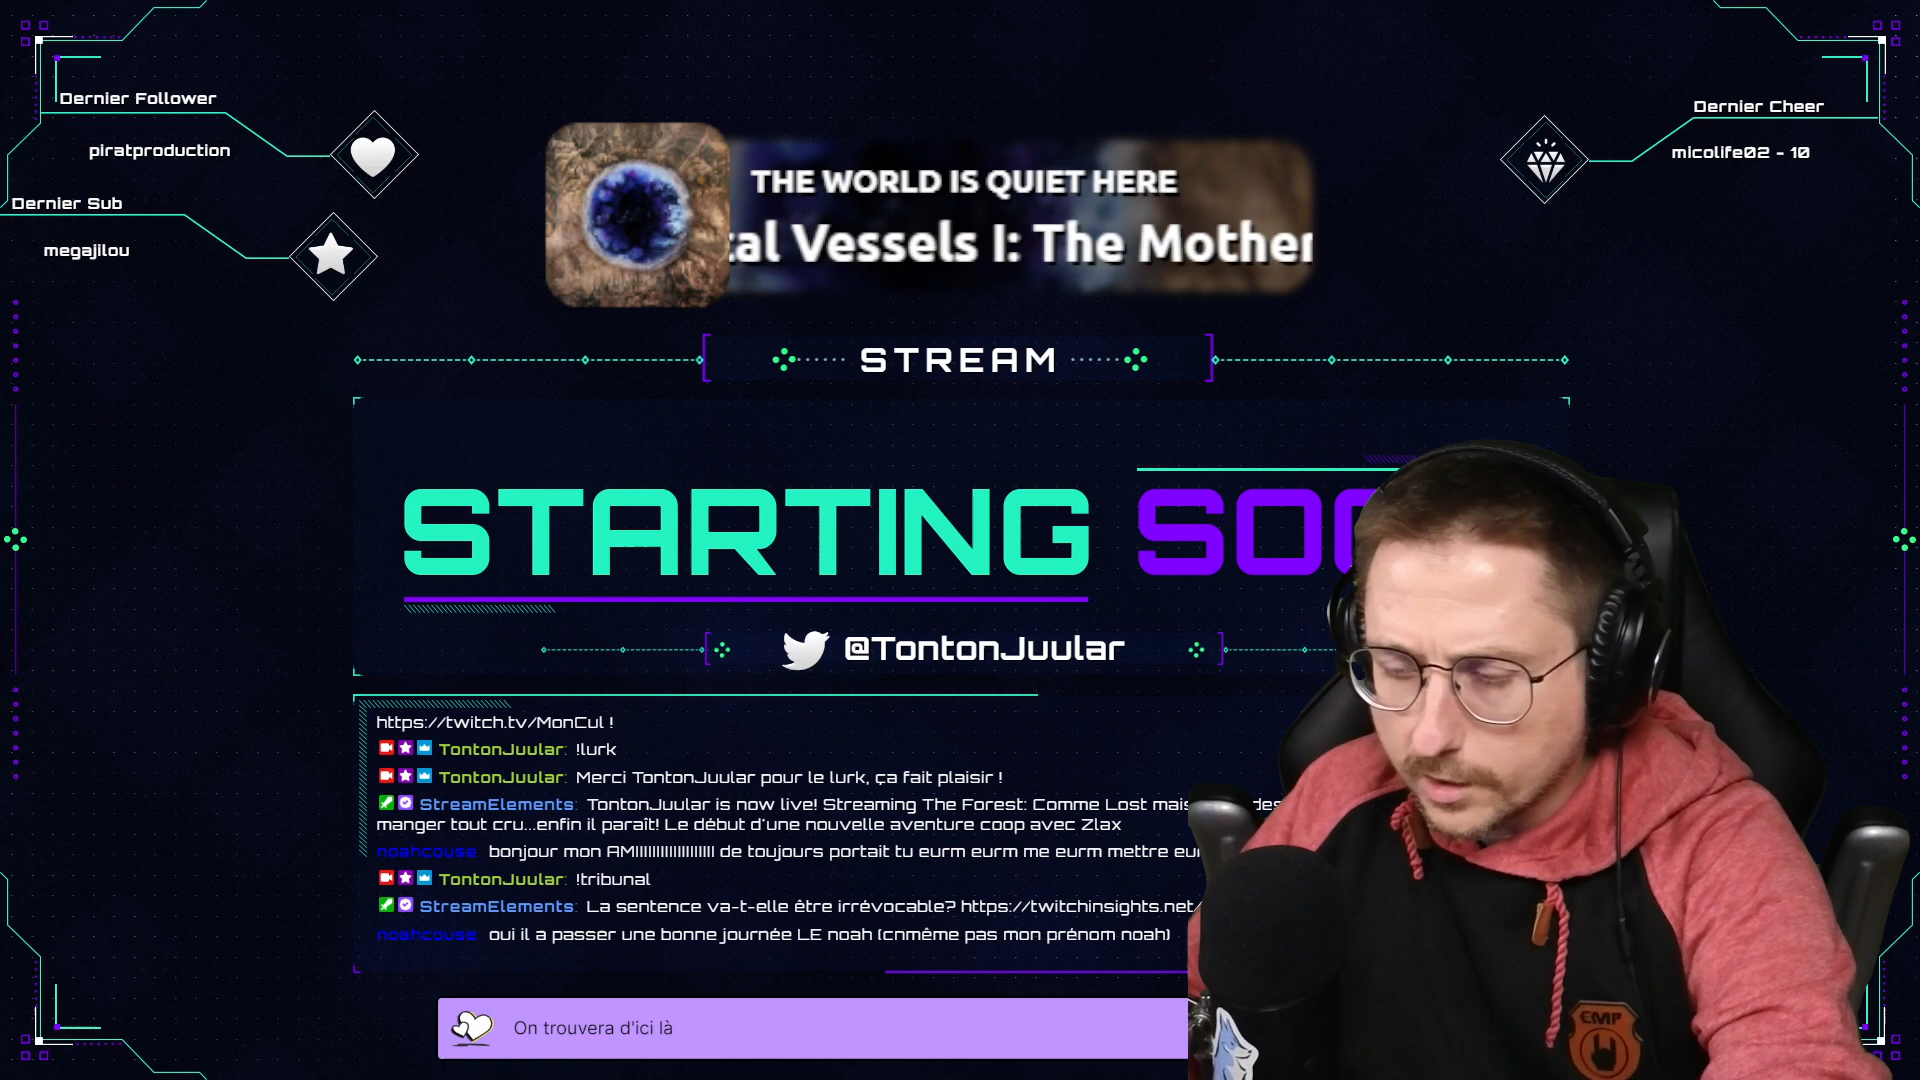 Dernier Follower
piratproduction
Dernier Sub
megajilou
Dernier Cheer
micolife02 - 10
THE WORLD IS QUIET HERE
al Vessels I: The Mother
STREAM
STARTING
@TontonJuular
https://twitch.tv/MonCul !
TontonJuular: !lurk
TontonJuular: Merci TontonJuular pour le lurk, ça fait plaisir !
StreamElements: TontonJuular is now live! Streaming The Forest: Comme Lost mais des
manger tout cru...enfin il paraît! Le début d'une nouvelle aventure coop avec Zlax
noahcouse bonjour mon AMIIIIIIIIIIIIIIIIIII de toujours portait tu eurm eurm me eurm mettre
TontonJuular: !tribunal
StreamElements: La sentence va-t-elle être irrévocable? https://twitchinsights.net/
noahcouse oui il a passer une bonne journée LE noah (cnmême pas mon prénom noah)
On trouvera d'ici là
EMP